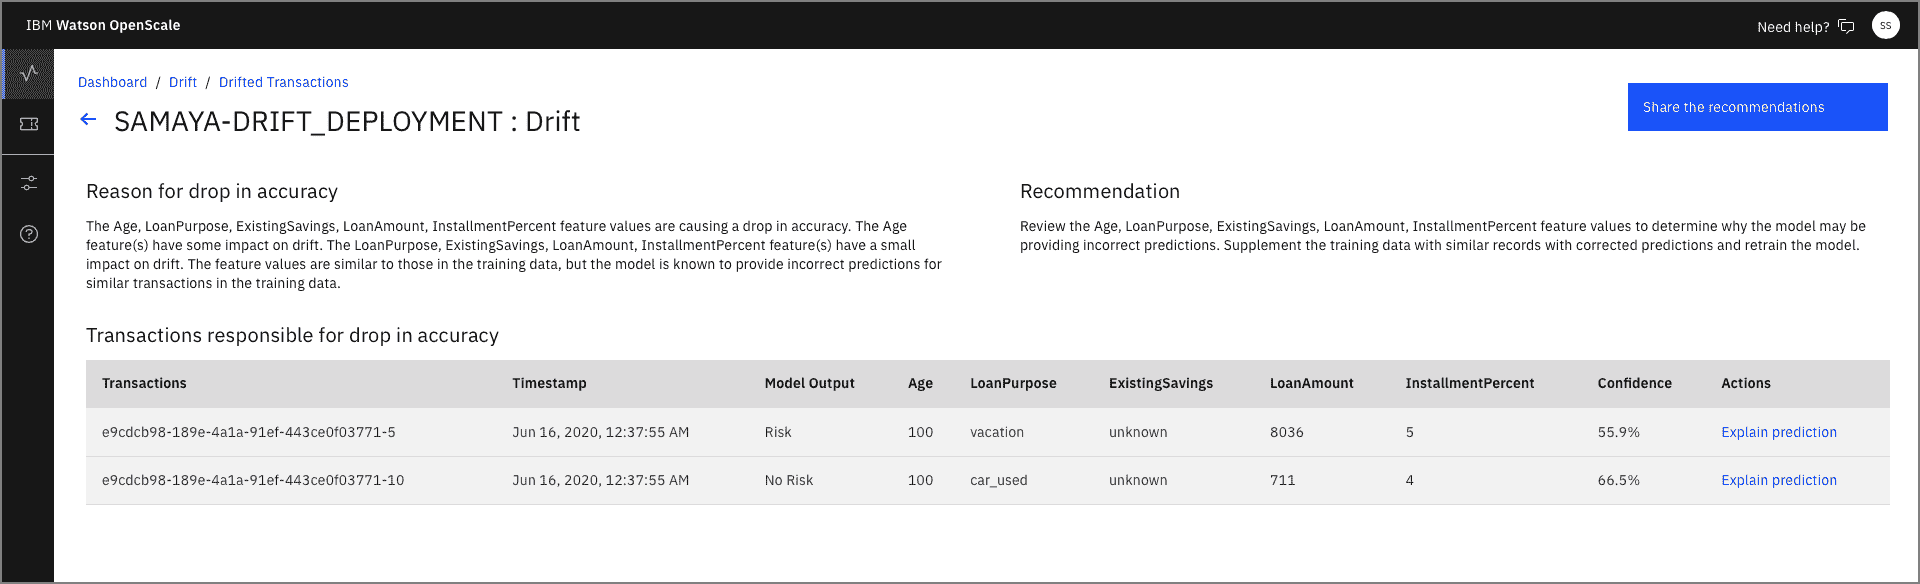 IBM Watson OpenScale
Need help?
SS
Dashboard / Drift / Drifted Transactions
SAMAYA-DRIFT_DEPLOYMENT : Drift
Share the recommendations
Reason for drop in accuracy
The Age, LoanPurpose, ExistingSavings, LoanAmount, InstallmentPercent feature values are causing a drop in accuracy. The Age
feature(s) have some impact on drift. The LoanPurpose, ExistingSavings, LoanAmount, InstallmentPercent feature(s) have a small
impact on drift. The feature values are similar to those in the training data, but the model is known to provide incorrect predictions for
similar transactions in the training data.
Recommendation
Review the Age, LoanPurpose, ExistingSavings, LoanAmount, InstallmentPercent feature values to determine why the model may be
providing incorrect predictions. Supplement the training data with similar records with corrected predictions and retrain the model.
Transactions responsible for drop in accuracy
Transactions Timestamp Model Output Age LoanPurpose ExistingSavings LoanAmount InstallmentPercent Confidence Actions
e9cdcb98-189e-4a1a-91ef-443ce0f03771-5 Jun 16, 2020, 12:37:55 AM Risk 100 vacation unknown 8036 5 55.9% Explain prediction
e9cdcb98-189e-4a1a-91ef-443ce0f03771-10 Jun 16, 2020, 12:37:55 AM No Risk 100 car_used unknown 711 4 66.5% Explain prediction